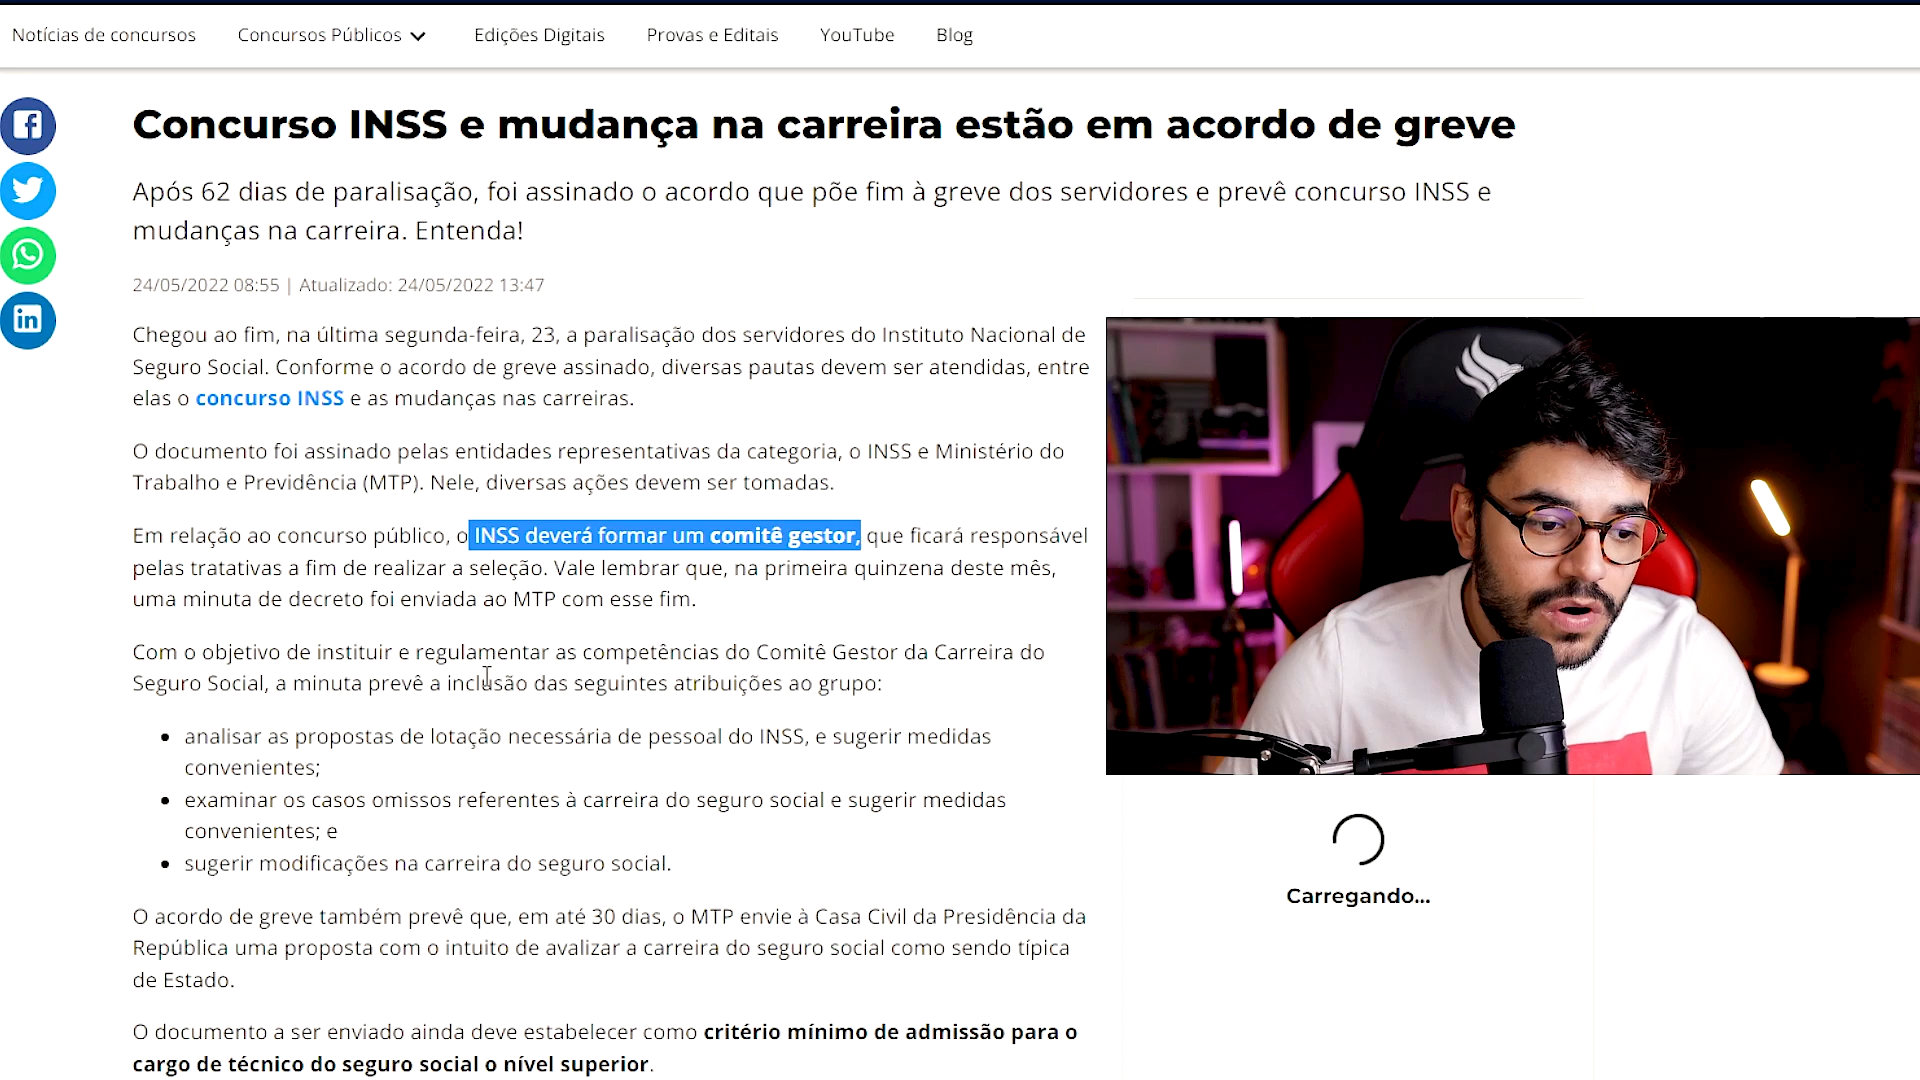 Notícias de concursos Concursos Públicos Edições Digitais Provas e Editais YouTube Blog
Concurso INSS e mudança na carreira estão em acordo de greve
Após 62 dias de paralisação, foi assinado o acordo que põe fim à greve dos servidores e prevê concurso INSS e
mudanças na carreira. Entenda!
24/05/2022 08:55 | Atualizado: 24/05/2022 13:47
Chegou ao fim, na última segunda-feira, 23, a paralisação dos servidores do Instituto Nacional de
Seguro Social. Conforme o acordo de greve assinado, diversas pautas devem ser atendidas, entre
elas o concurso INSS e as mudanças nas carreiras.
O documento foi assinado pelas entidades representativas da categoria, o INSS e Ministério do
Trabalho e Previdência (MTP). Nele, diversas ações devem ser tomadas.
Em relação ao concurso público, o INSS deverá formar um comitê gestor, que ficará responsável
pelas tratativas a fim de realizar a seleção. Vale lembrar que, na primeira quinzena deste mês,
uma minuta de decreto foi enviada ao MTP com esse fim.
Com o objetivo de instituir e regulamentar as competências do Comitê Gestor da Carreira do
Seguro Social, a minuta prevê a inclusão das seguintes atribuições ao grupo:
• analisar as propostas de lotação necessária de pessoal do INSS, e sugerir medidas
convenientes;
• examinar os casos omissos referentes à carreira do seguro social e sugerir medidas
convenientes; e
• sugerir modificações na carreira do seguro social.
O acordo de greve também prevê que, em até 30 dias, o MTP envie à Casa Civil da Presidência da
República uma proposta com o intuito de avalizar a carreira do seguro social como sendo típica
de Estado.
O documento a ser enviado ainda deve estabelecer como critério mínimo de admissão para o
cargo de técnico do seguro social o nível superior.
Carregando...